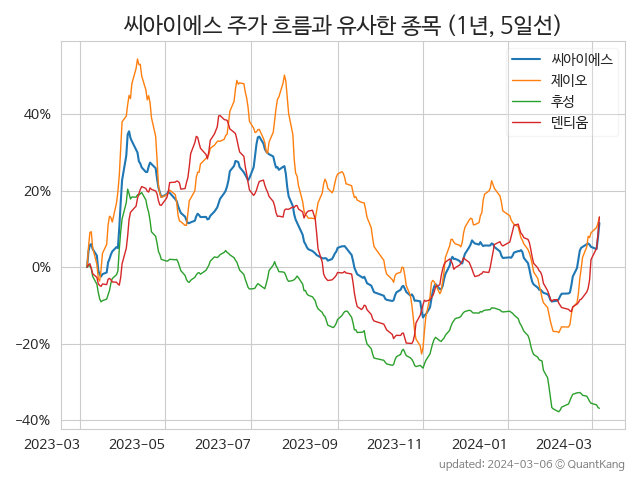 씨아이에스 주가 흐름과 유사한 종목 (1년, 5일선)
씨아이에스
제이오
후성
덴티움
40%
20%
0%
−20%
−40%
2023−03
2023−05
2023−07
2023−09
2023−11
2024−01
2024−03
updated: 2024-03-06 © QuantKang